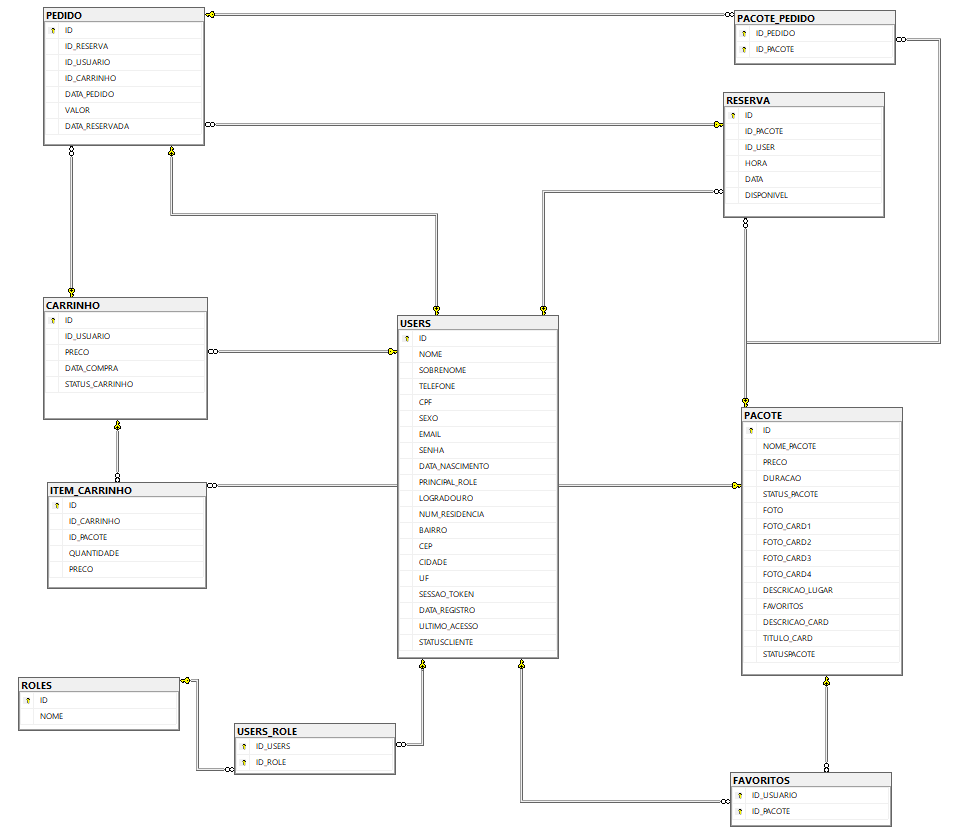 PEDIDO
ID
ID_RESERVA
ID_USUARIO
ID_CARRINHO
DATA_PEDIDO
VALOR
DATA_RESERVADA
PACOTE_PEDIDO
ID_PEDIDO
ID_PACOTE
RESERVA
ID
ID_PACOTE
ID_USER
HORA
DATA
DISPONIVEL
CARRINHO
ID
ID_USUARIO
PRECO
DATA_COMPRA
STATUS_CARRINHO
USERS
ID
NOME
SOBRENOME
TELEFONE
CPF
SEXO
EMAIL
SENHA
DATA_NASCIMENTO
PRINCIPAL_ROLE
LOGRADOURO
NUM_RESIDENCIA
BAIRRO
CEP
CIDADE
UF
SESSAO_TOKEN
DATA_REGISTRO
ULTIMO_ACESSO
STATUSCLIENTE
PACOTE
ID
NOME_PACOTE
PRECO
DURACAO
STATUS_PACOTE
FOTO
FOTO_CARD1
FOTO_CARD2
FOTO_CARD3
FOTO_CARD4
DESCRICAO_LUGAR
FAVORITOS
DESCRICAO_CARD
TITULO_CARD
STATUSPACOTE
ITEM_CARRINHO
ID
ID_CARRINHO
ID_PACOTE
QUANTIDADE
PRECO
ROLES
ID
NOME
USERS_ROLE
ID_USERS
ID_ROLE
FAVORITOS
ID_USUARIO
ID_PACOTE